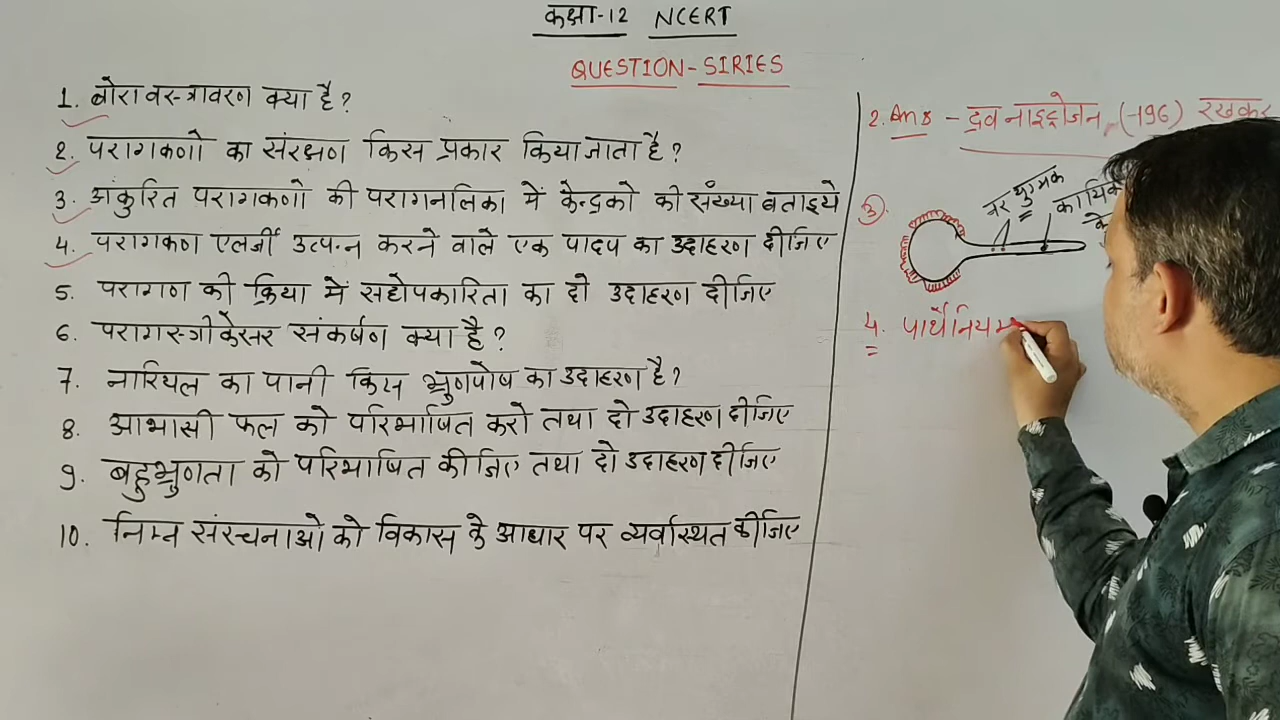 कक्षा-12 NCERT
QUESTION-SIRIES
1. बोरा वस्त्रावरण क्या है?
2. परागकणो का संरक्षण किस प्रकार किया जाता है?
3. अंकुरित परागकणो की परागनलिका में केन्द्रको की संख्या बताइये
4. परागकण एलर्जी उत्पन्न करने वाले एक पादप का उदाहरण दीजिए
5. परागण की क्रिया में सहोपकारिता का दो उदाहरण दीजिए
6. परागस्त्रीकेसर संकर्षण क्या है?
7. नारियल का पानी किस भ्रुणपोष का उदाहरण है?
8. आभासी फल को परिभाषित करो तथा दो उदाहरण दीजिए
9. बहुभ्रुणता को परिभाषित कीजिए तथा दो उदाहरण दीजिए
10. निम्न संरचनाओ को विकास के आधार पर व्यवस्थित कीजिए
2. Ans - द्रव नाइट्रोजन (-196) रखकर
3. नर युग्मक कायिक
4. पार्थेनियम